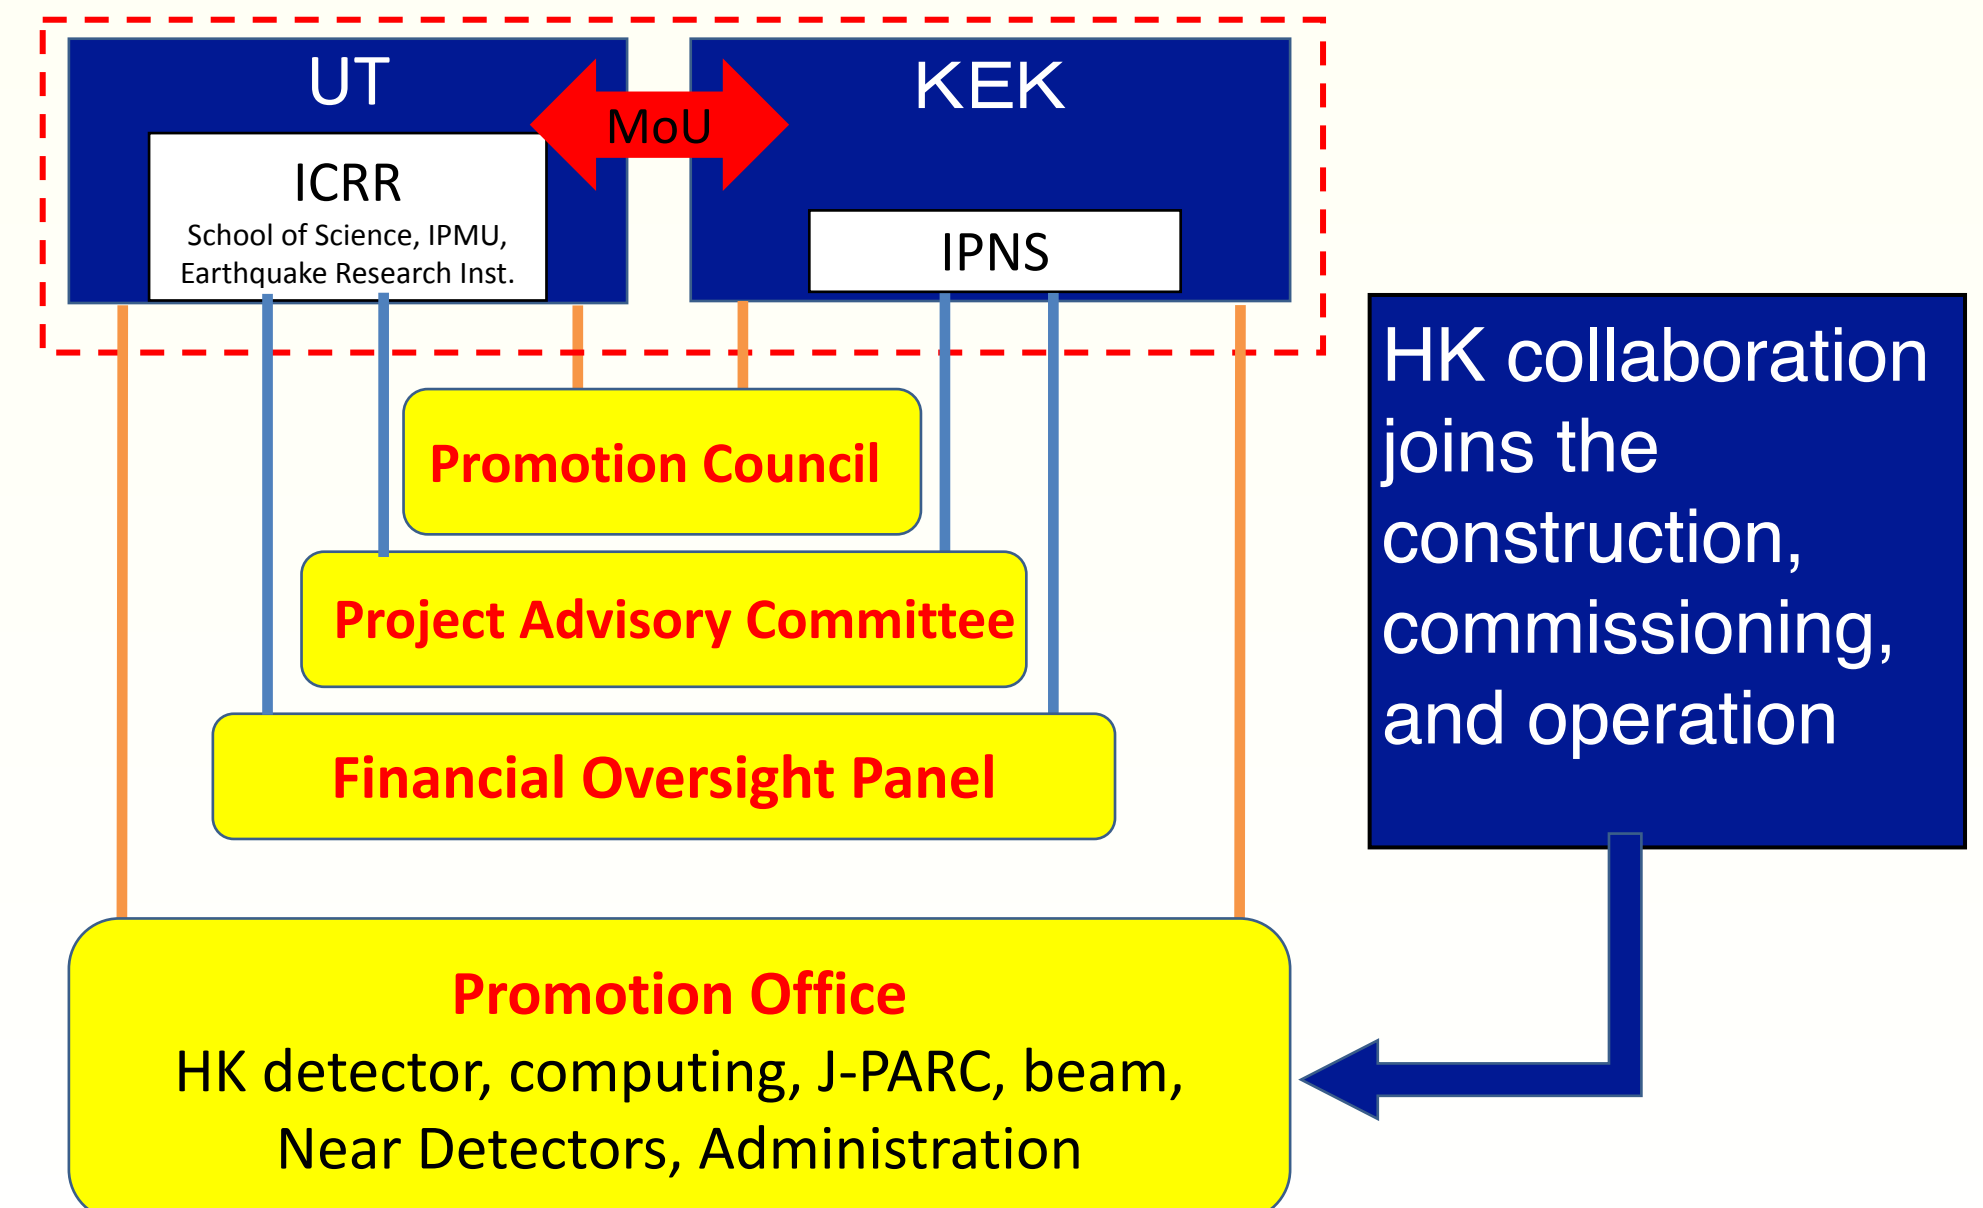 UT
KEK
MoU
ICRR
School of Science, IPMU,
Earthquake Research Inst.
IPNS
Promotion Council
Project Advisory Committee
Financial Oversight Panel
Promotion Office
HK detector, computing, J-PARC, beam,
Near Detectors, Administration
HK collaboration
joins the
construction,
commissioning,
and operation